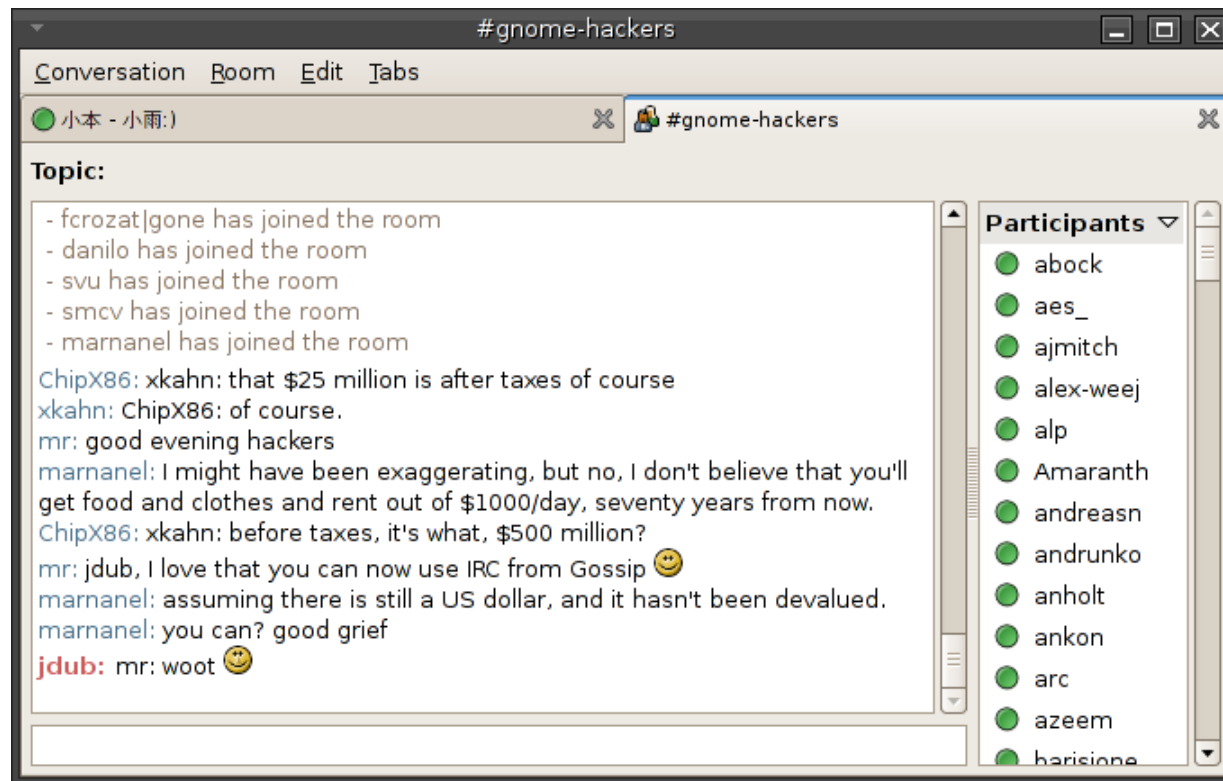 #gnome-hackers
Conversation Room Edit Tabs
小本 - 小雨:)
#gnome-hackers
Topic:
- fcrozat|gone has joined the room
- danilo has joined the room
- svu has joined the room
- smcv has joined the room
- marnanel has joined the room
ChipX86: xkahn: that $25 million is after taxes of course
xkahn: ChipX86: of course.
mr: good evening hackers
marnanel: I might have been exaggerating, but no, I don't believe that you'll
get food and clothes and rent out of $1000/day, seventy years from now.
ChipX86: xkahn: before taxes, it's what, $500 million?
mr: jdub, I love that you can now use IRC from Gossip
marnanel: assuming there is still a US dollar, and it hasn't been devalued.
marnanel: you can? good grief
jdub: mr: woot
Participants
abock
aes_
ajmitch
alex-weej
alp
Amaranth
andreasn
andrunko
anholt
ankon
arc
azeem
barisione